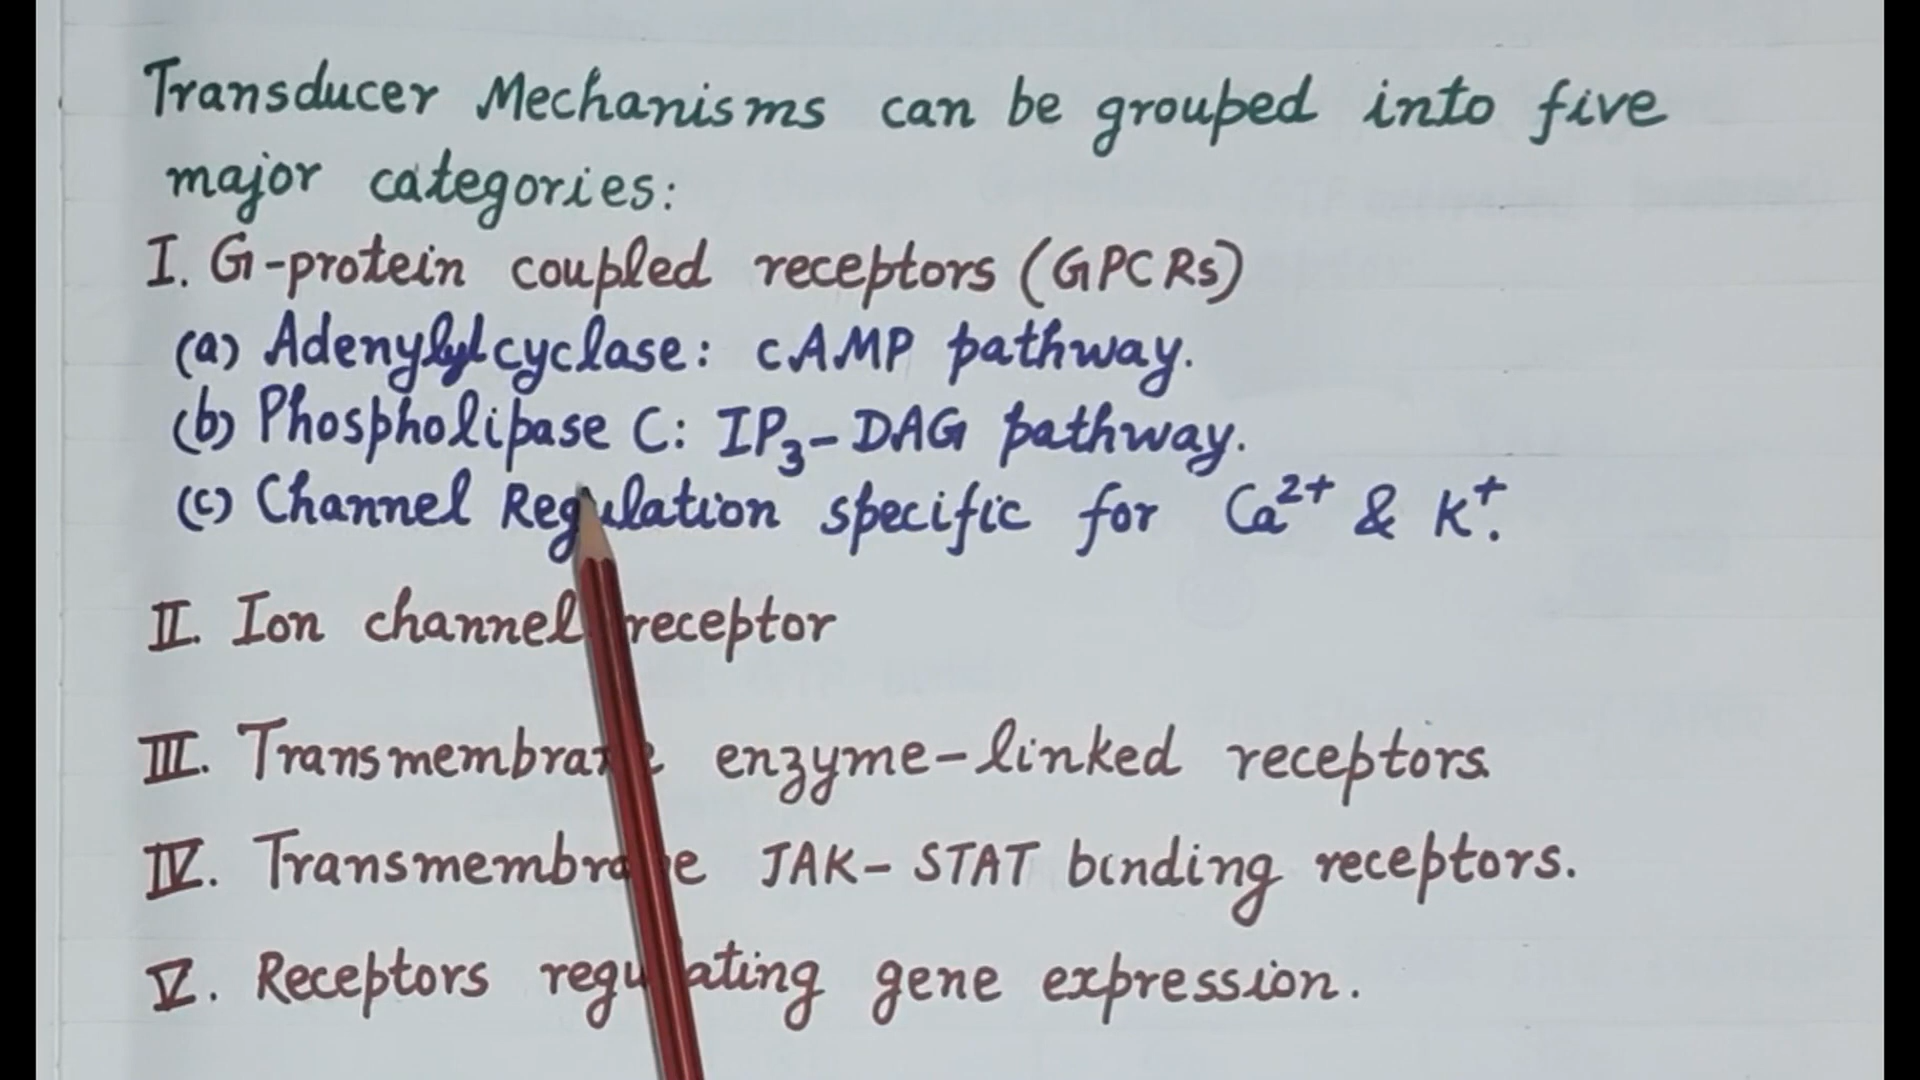 Transducer Mechanisms can be grouped into five
major categories:
I. G-protein coupled receptors (GPCRs)
(a) Adenylyl cyclase: cAMP pathway.
(b) Phospholipase C: IP3-DAG pathway.
(c) Channel Regulation specific for Ca2+ & K+.
II. Ion channel receptor
III. Transmembrane enzyme-linked receptors
IV. Transmembrane JAK-STAT binding receptors.
V. Receptors regulating gene expression.